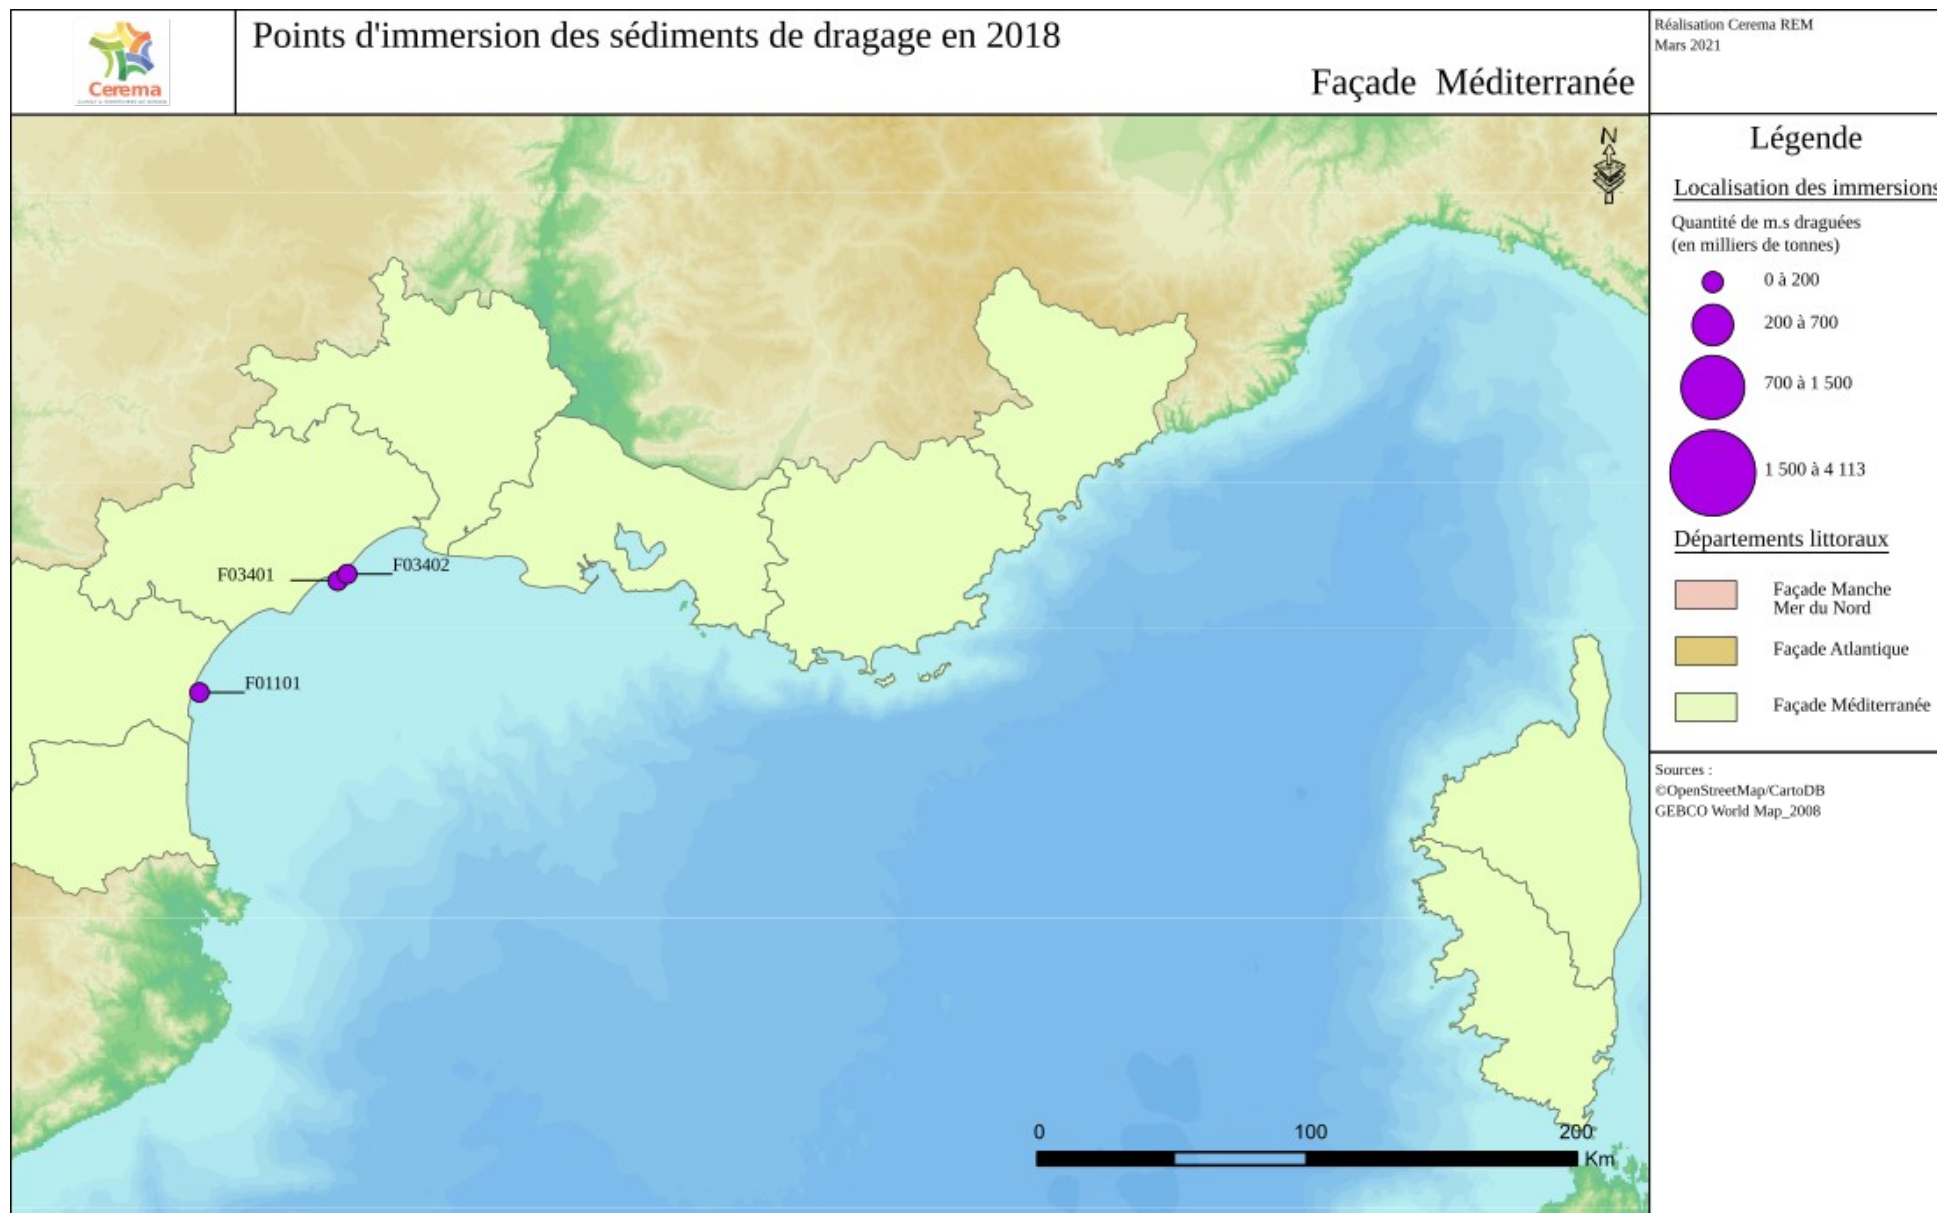 Cerema
Points d'immersion des sédiments de dragage en 2018
Façade Méditerranée
Réalisation Cerema REM
Mars 2021
N
Légende
Localisation des immersions
Quantité de m.s draguées
(en milliers de tonnes)
0 à 200
200 à 700
700 à 1 500
1 500 à 4 113
Départements littoraux
Façade Manche
Mer du Nord
Façade Atlantique
Façade Méditerranée
Sources :
©OpenStreetMap/CartoDB
GEBCO World Map_2008
F03401
F03402
F01101
0 100 200
Km